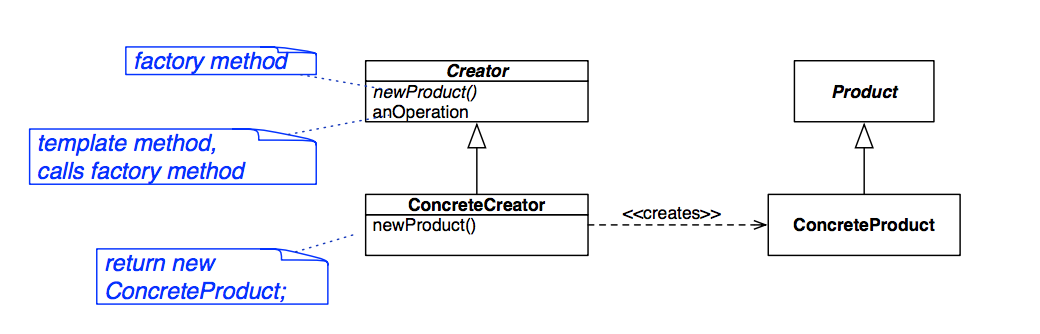 factory method
Creator
newProduct()
anOperation
Product
template method,
calls factory method
ConcreteCreator
newProduct()
<<creates>>
ConcreteProduct
return new
ConcreteProduct;